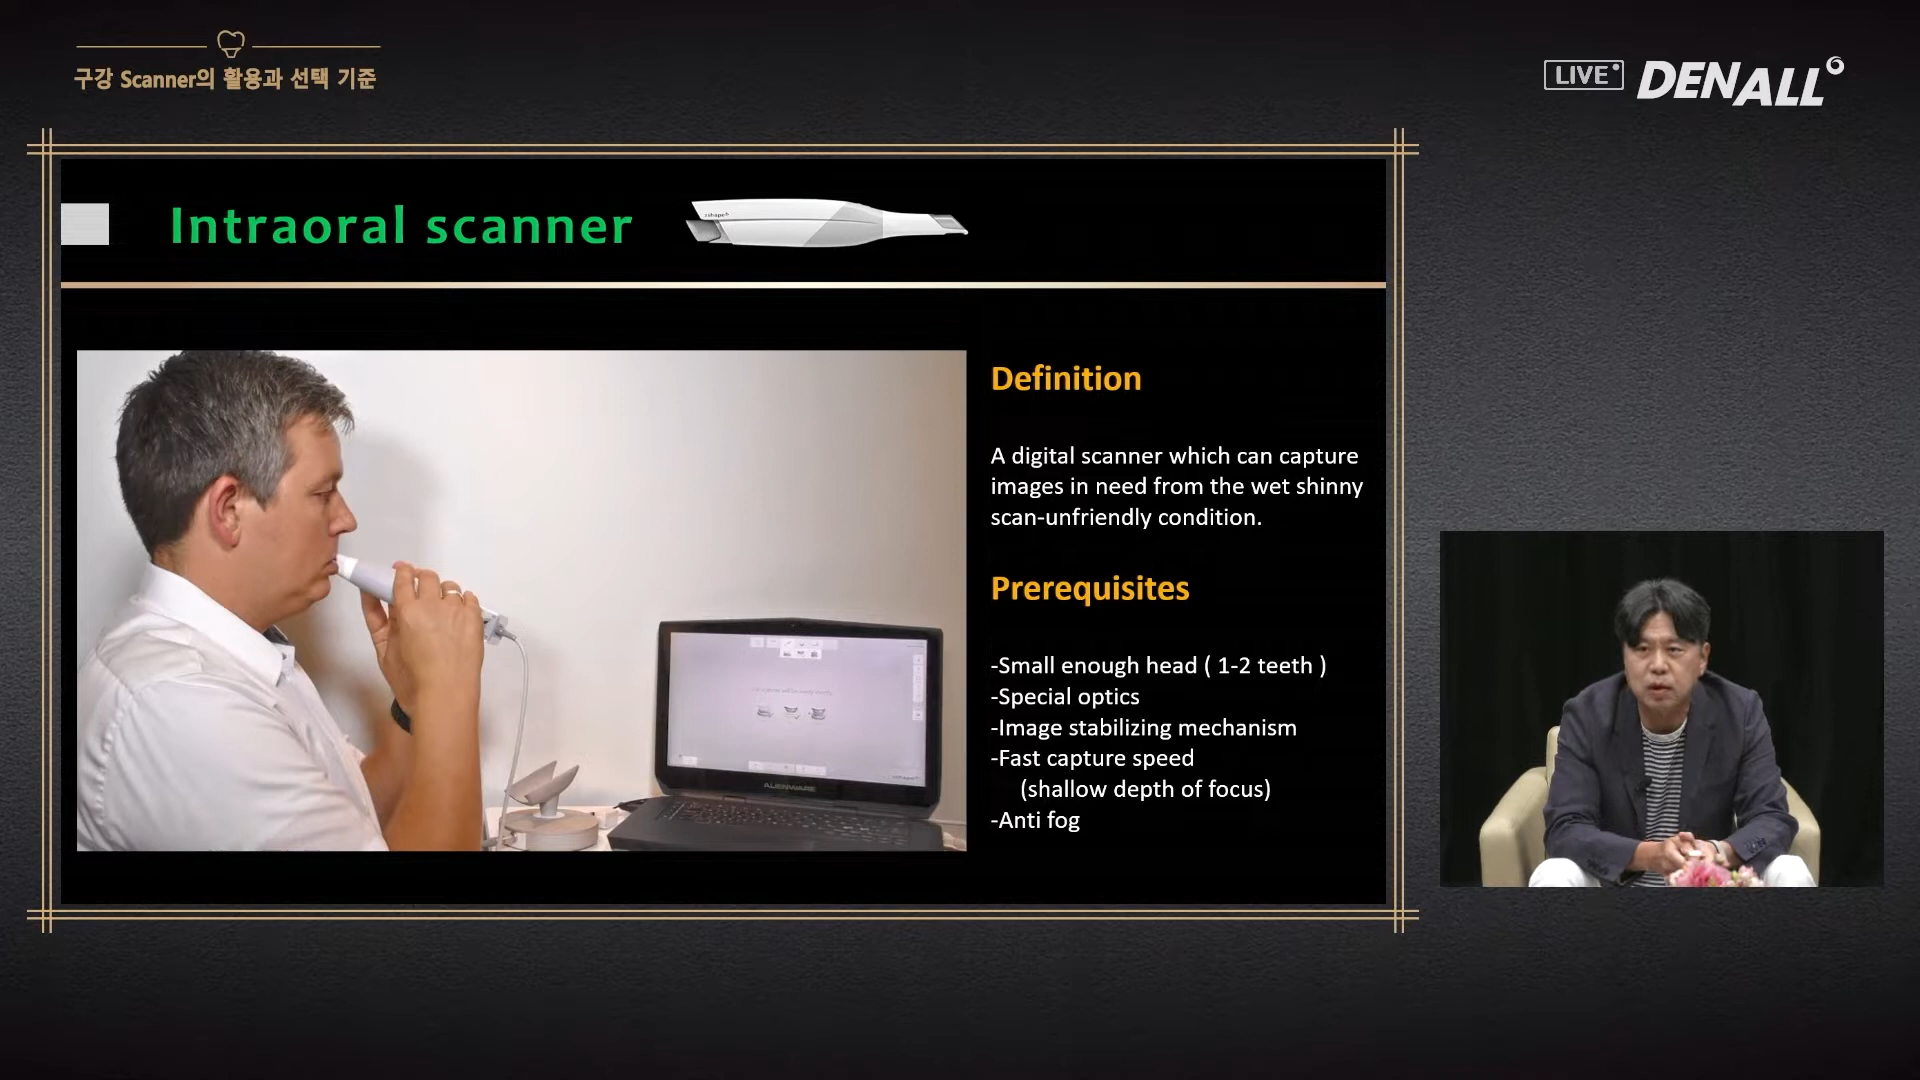 구강 Scanner의 활용과 선택 기준
LIVE
DENALL
Intraoral scanner
3shape
Definition
A digital scanner which can capture
images in need from the wet shinny
scan-unfriendly condition.
Prerequisites
-Small enough head ( 1-2 teeth )
-Special optics
-Image stabilizing mechanism
-Fast capture speed
(shallow depth of focus)
-Anti fog
ALIENWARE